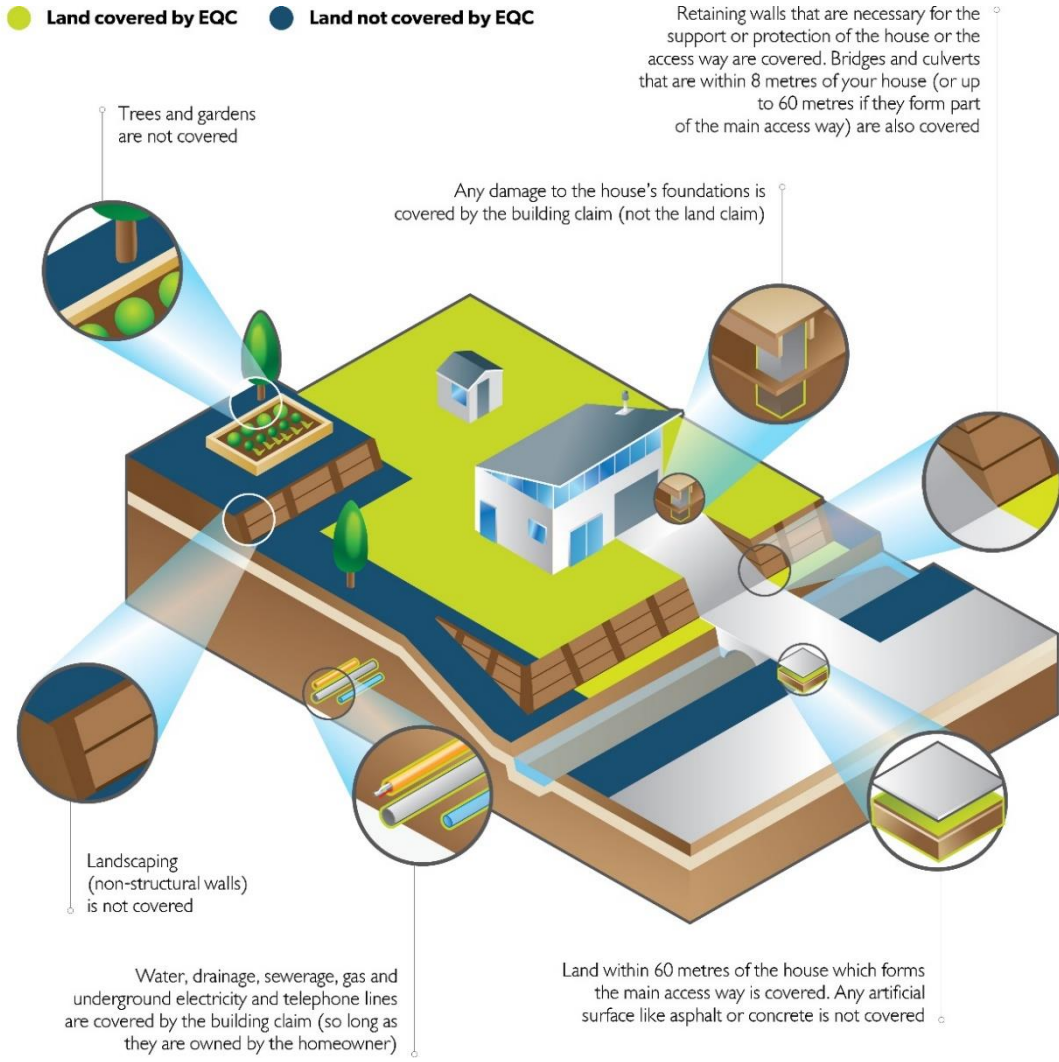 Land covered by EQC
Land not covered by EQC
Retaining walls that are necessary for the
support or protection of the house or the
access way are covered. Bridges and culverts
that are within 8 metres of your house (or up
to 60 metres if they form part
of the main access way) are also covered
Trees and gardens
are not covered
Any damage to the house's foundations is
covered by the building claim (not the land claim)
Landscaping
(non-structural walls)
is not covered
Water, drainage, sewerage, gas and
underground electricity and telephone lines
are covered by the building claim (so long as
they are owned by the homeowner)
Land within 60 metres of the house which forms
the main access way is covered. Any artificial
surface like asphalt or concrete is not covered